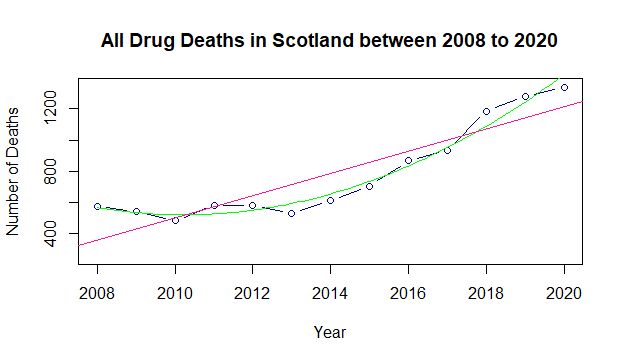 All Drug Deaths in Scotland between 2008 to 2020
Number of Deaths
1200
800
400
2008 2010 2012 2014 2016 2018 2020
Year